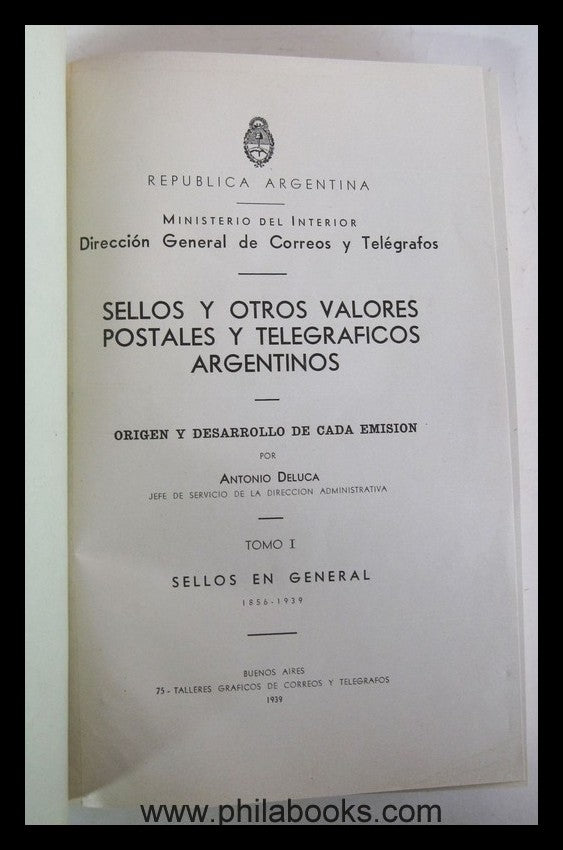 REPUBLICA ARGENTINA
MINISTERIO DEL INTERIOR
Dirección General de Correos y Telégrafos
SELLOS Y OTROS VALORES
POSTALES Y TELEGRAFICOS
ARGENTINOS
ORIGEN Y DESARROLLO DE CADA EMISION
POR
ANTONIO DELUCA
JEFE DE SERVICIO DE LA DIRECCION ADMINISTRATIVA
TOMO I
SELLOS EN GENERAL
1856-1939
BUENOS AIRES
75 - TALLERES GRAFICOS DE CORREOS Y TELEGRAFOS
1939
www.philabooks.com